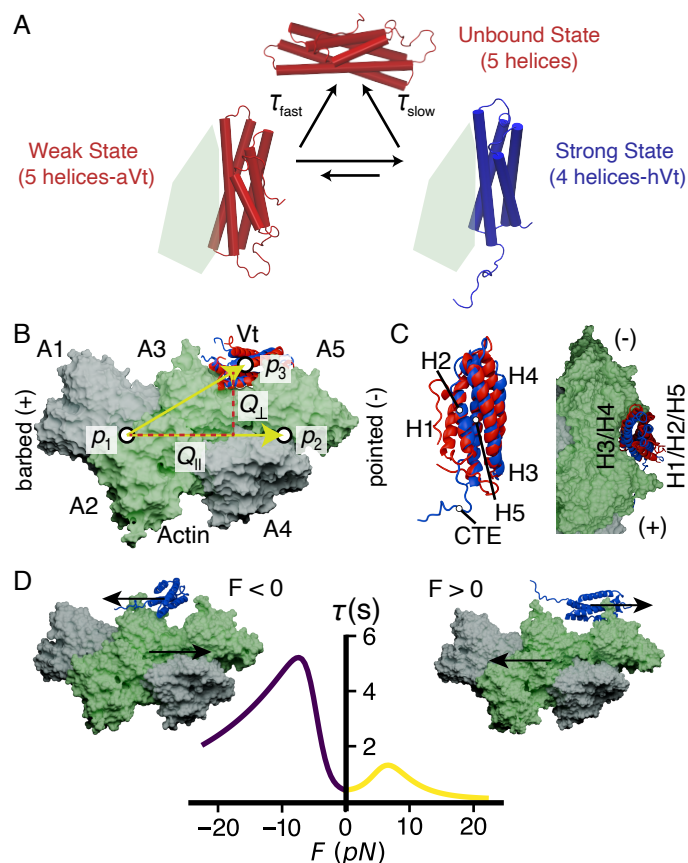 A
Unbound State
(5 helices)
τfast
τslow
Weak State
(5 helices-aVt)
Strong State
(4 helices-hVt)
B
A1
A3
Vt
A5
p3
Q⊥
barbed (+)
p1
p2
pointed (-)
Q||
A2
Actin
A4
C
H2
H4
H1
H3
H5
CTE
(-)
H3/H4
H1/H2/H5
(+)
D
F < 0
F > 0
τ(s)
6
4
2
−20
−10
0
10
20
F (pN)